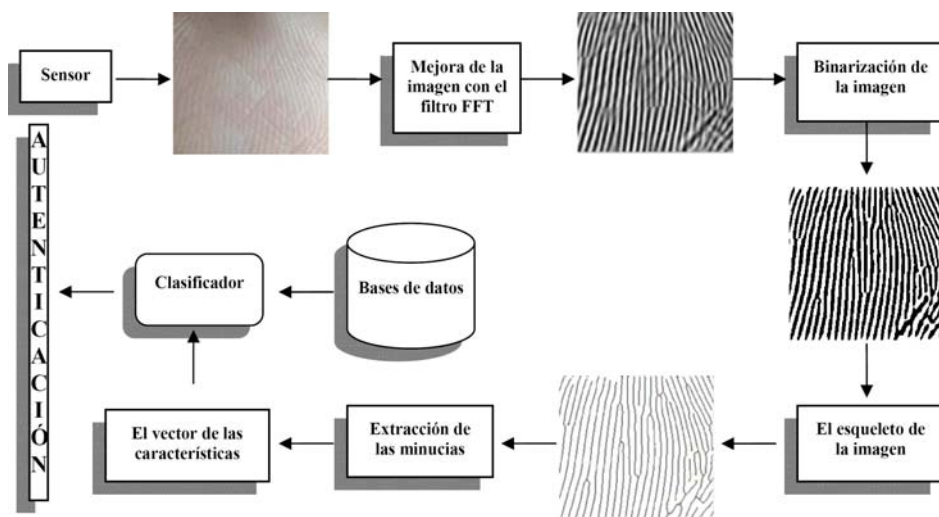 Sensor
Mejora de la
imagen con el
filtro FFT
Binarización de
la imagen
AUTENTICACIÓN
Clasificador
Bases de datos
El vector de las
características
Extracción de
las minucias
El esqueleto de
la imagen